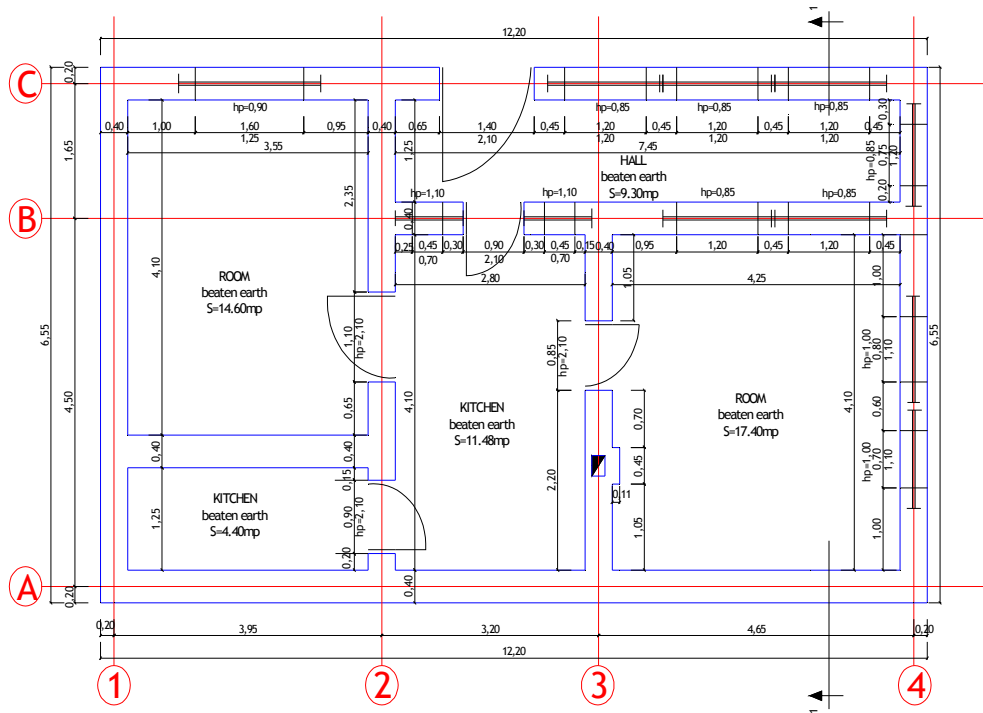 1
12,20
C
0,20
hp=0,90
hp=0,85
hp=0,85
hp=0,85
0,30
0,40
1,00
1,60
0,95
0,40
0,65
1,40
0,45
1,20
0,45
1,20
0,45
1,20
0,45
1,25
2,10
1,20
1,20
1,20
3,55
7,45
1,65
1,25
HALL
beaten earth
S=9.30mp
hp=0,85
0,75
1,20
0,20
2,35
hp=1,10
hp=1,10
hp=0,85
hp=0,85
B
0,40
0,25
0,45
0,30
0,90
0,30
0,45
0,15
0,40
0,95
1,20
0,45
1,20
0,45
0,70
2,10
0,70
2,80
4,25
1,05
1,00
4,10
ROOM
beaten earth
S=14.60mp
6,55
6,55
1,10
hp=2,10
0,85
hp=2,10
hp=1,00
0,80
1,10
4,50
0,65
4,10
KITCHEN
beaten earth
S=11.48mp
0,70
ROOM
beaten earth
S=17.40mp
4,10
0,60
0,40
0,15
0,45
hp=1,00
0,70
1,10
1,25
KITCHEN
beaten earth
S=4.40mp
0,90
hp=2,10
2,20
0,11
1,05
1,00
0,20
A
0,20
0,40
0,20
3,95
3,20
4,65
0,20
12,20
1
2
3
4
1